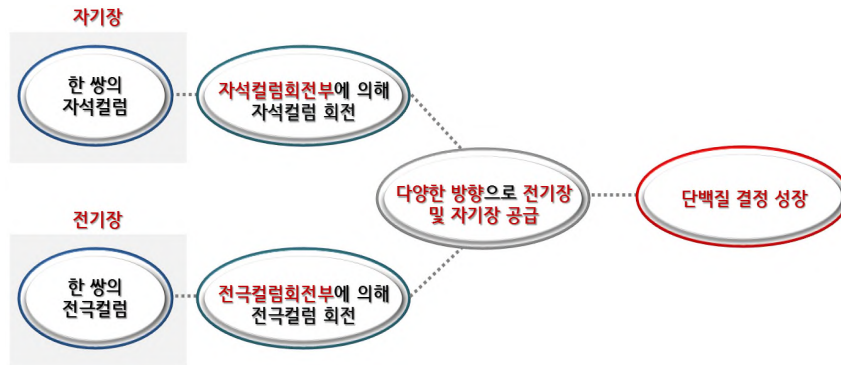 자기장
한 쌍의
자석컬럼
자석컬럼회전부에 의해
자석컬럼 회전
다양한 방향으로 전기장
및 자기장 공급
단백질 결정 성장
전기장
한 쌍의
전극컬럼
전극컬럼회전부에 의해
전극컬럼 회전